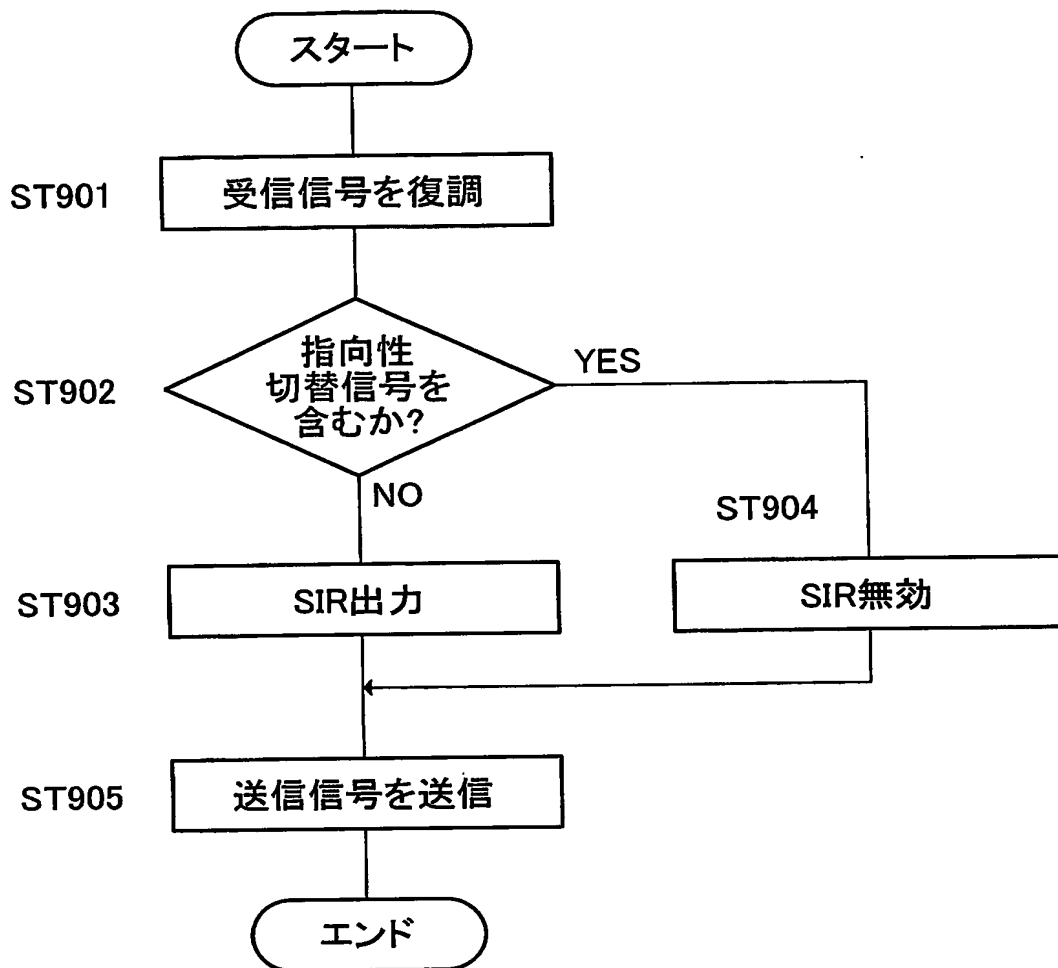 スタート
ST901
受信信号を復調
ST902
指向性
切替信号を
含むか?
YES
NO
ST904
ST903
SIR出力
SIR無効
ST905
送信信号を送信
エンド